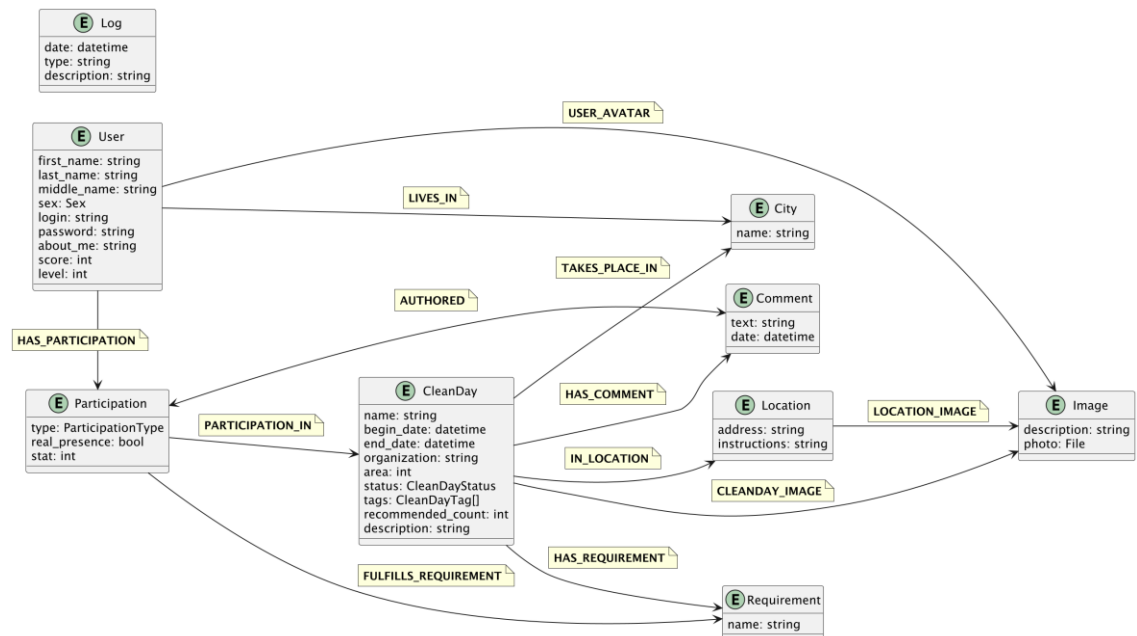 E Log
date: datetime
type: string
description: string
USER_AVATAR
E User
first_name: string
last_name: string
middle_name: string
sex: Sex
login: string
password: string
about_me: string
score: int
level: int
LIVES_IN
E City
name: string
TAKES_PLACE_IN
AUTHORED
E Comment
text: string
date: datetime
HAS_PARTICIPATION
E Participation
type: ParticipationType
real_presence: bool
stat: int
PARTICIPATION_IN
E CleanDay
name: string
begin_date: datetime
end_date: datetime
organization: string
area: int
status: CleanDayStatus
tags: CleanDayTag[]
recommended_count: int
description: string
HAS_COMMENT
IN_LOCATION
E Location
address: string
instructions: string
LOCATION_IMAGE
E Image
description: string
photo: File
CLEANDAY_IMAGE
HAS_REQUIREMENT
FULFILLS_REQUIREMENT
E Requirement
name: string